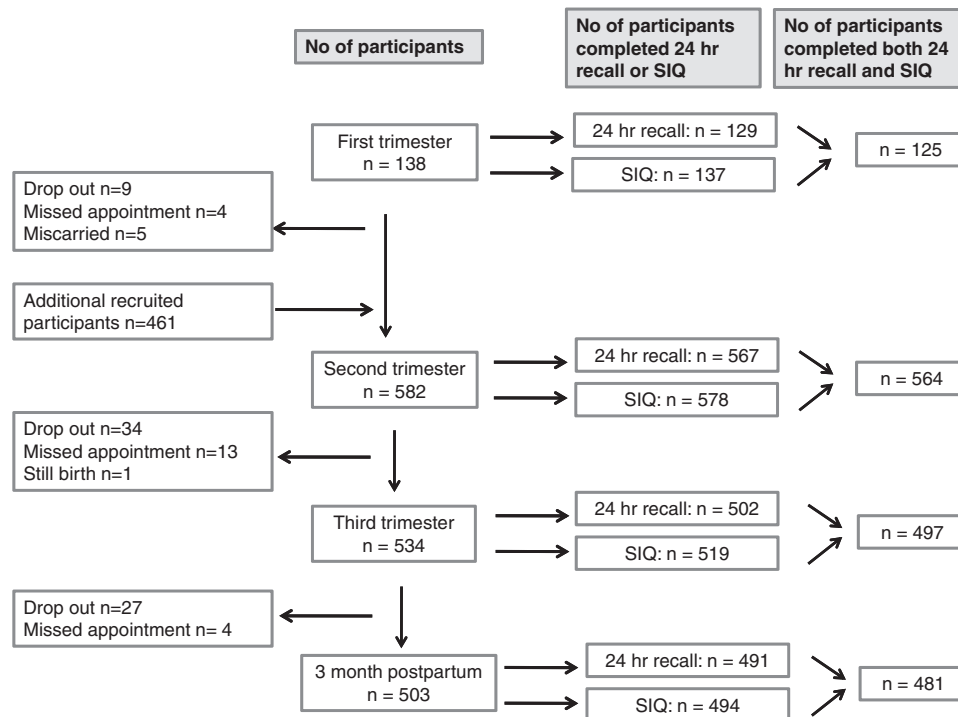 No of participants
No of participants
completed 24 hr
recall or SIQ
No of participants
completed both 24
hr recall and SIQ
First trimester
n = 138
24 hr recall: n = 129
SIQ: n = 137
n = 125
Drop out n=9
Missed appointment n=4
Miscarried n=5
Additional recruited
participants n=461
Second trimester
n = 582
24 hr recall: n = 567
SIQ: n = 578
n = 564
Drop out n=34
Missed appointment n=13
Still birth n=1
Third trimester
n = 534
24 hr recall: n = 502
SIQ: n = 519
n = 497
Drop out n=27
Missed appointment n= 4
3 month postpartum
n = 503
24 hr recall: n = 491
SIQ: n = 494
n = 481